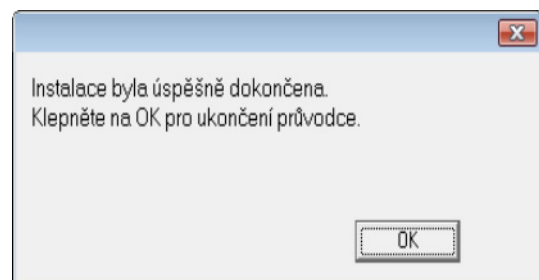 Instalace byla úspěšně dokončena.
Klepněte na OK pro ukončení průvodce.
OK